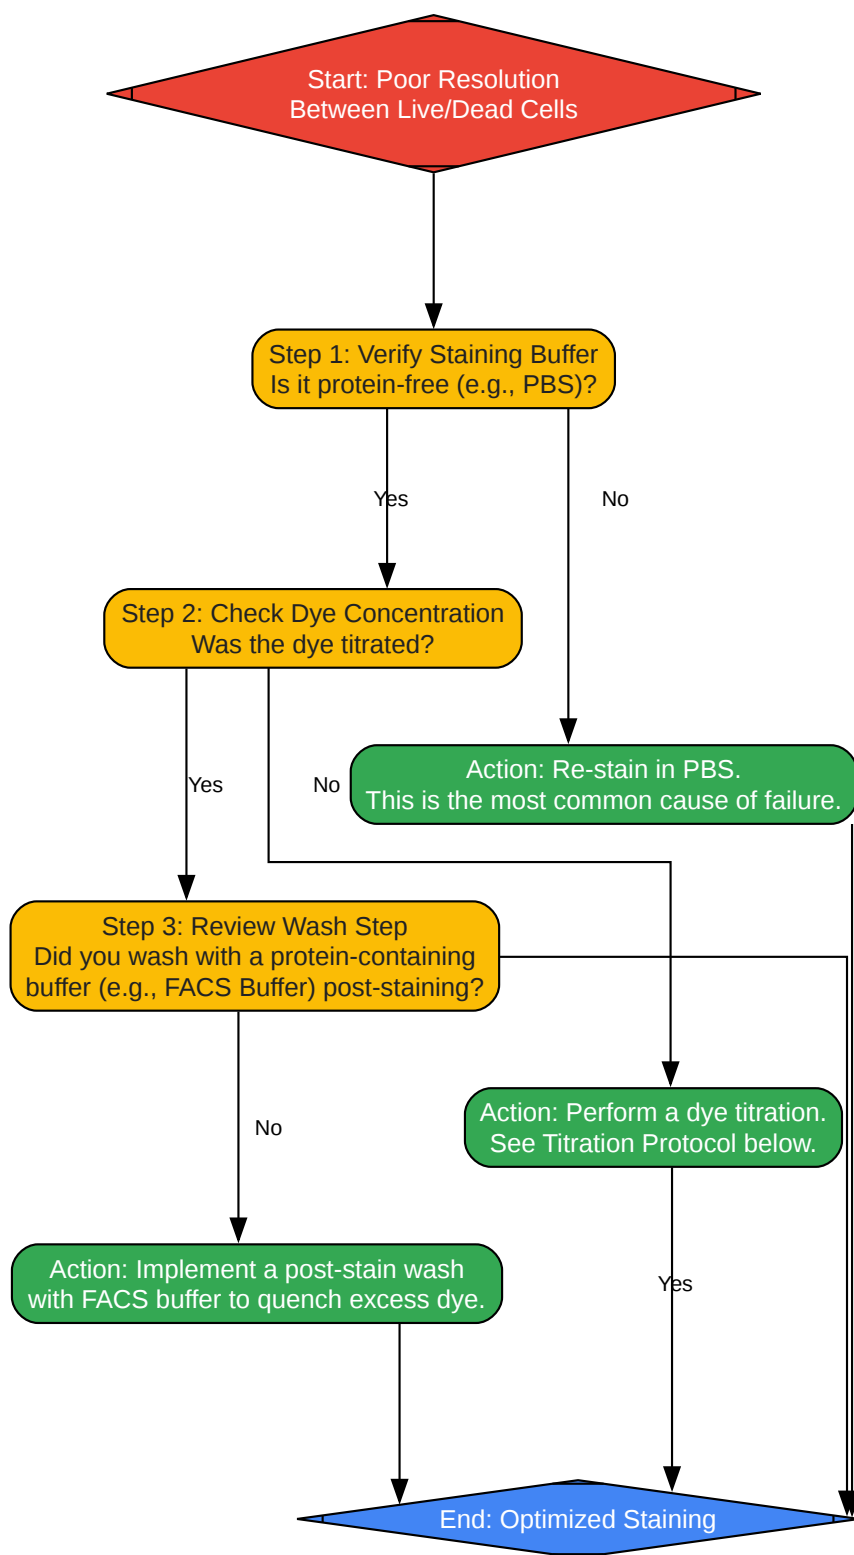 Start: Poor Resolution
Between Live/Dead Cells
Step 1: Verify Staining Buffer
Is it protein-free (e.g., PBS)?
Yes
No
Step 2: Check Dye Concentration
Was the dye titrated?
Yes
No
Action: Re-stain in PBS.
This is the most common cause of failure.
Step 3: Review Wash Step
Did you wash with a protein-containing
buffer (e.g., FACS Buffer) post-staining?
No
Action: Perform a dye titration.
See Titration Protocol below.
Action: Implement a post-stain wash
with FACS buffer to quench excess dye.
Yes
End: Optimized Staining